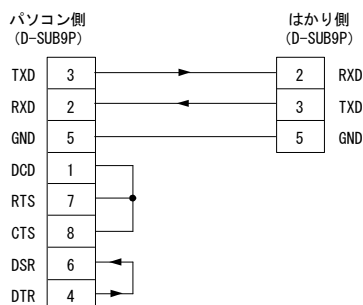 パソコン側 はかり側
(D-SUB9P) (D-SUB9P)
TXD 3 2 RXD
RXD 2 3 TXD
GND 5 5 GND
DCD 1
RTS 7
CTS 8
DSR 6
DTR 4